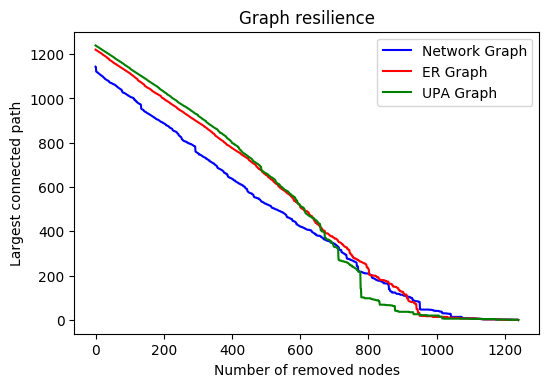 Graph resilience
Network Graph
ER Graph
UPA Graph
Largest connected path
1200
1000
800
600
400
200
0
0 200 400 600 800 1000 1200
Number of removed nodes